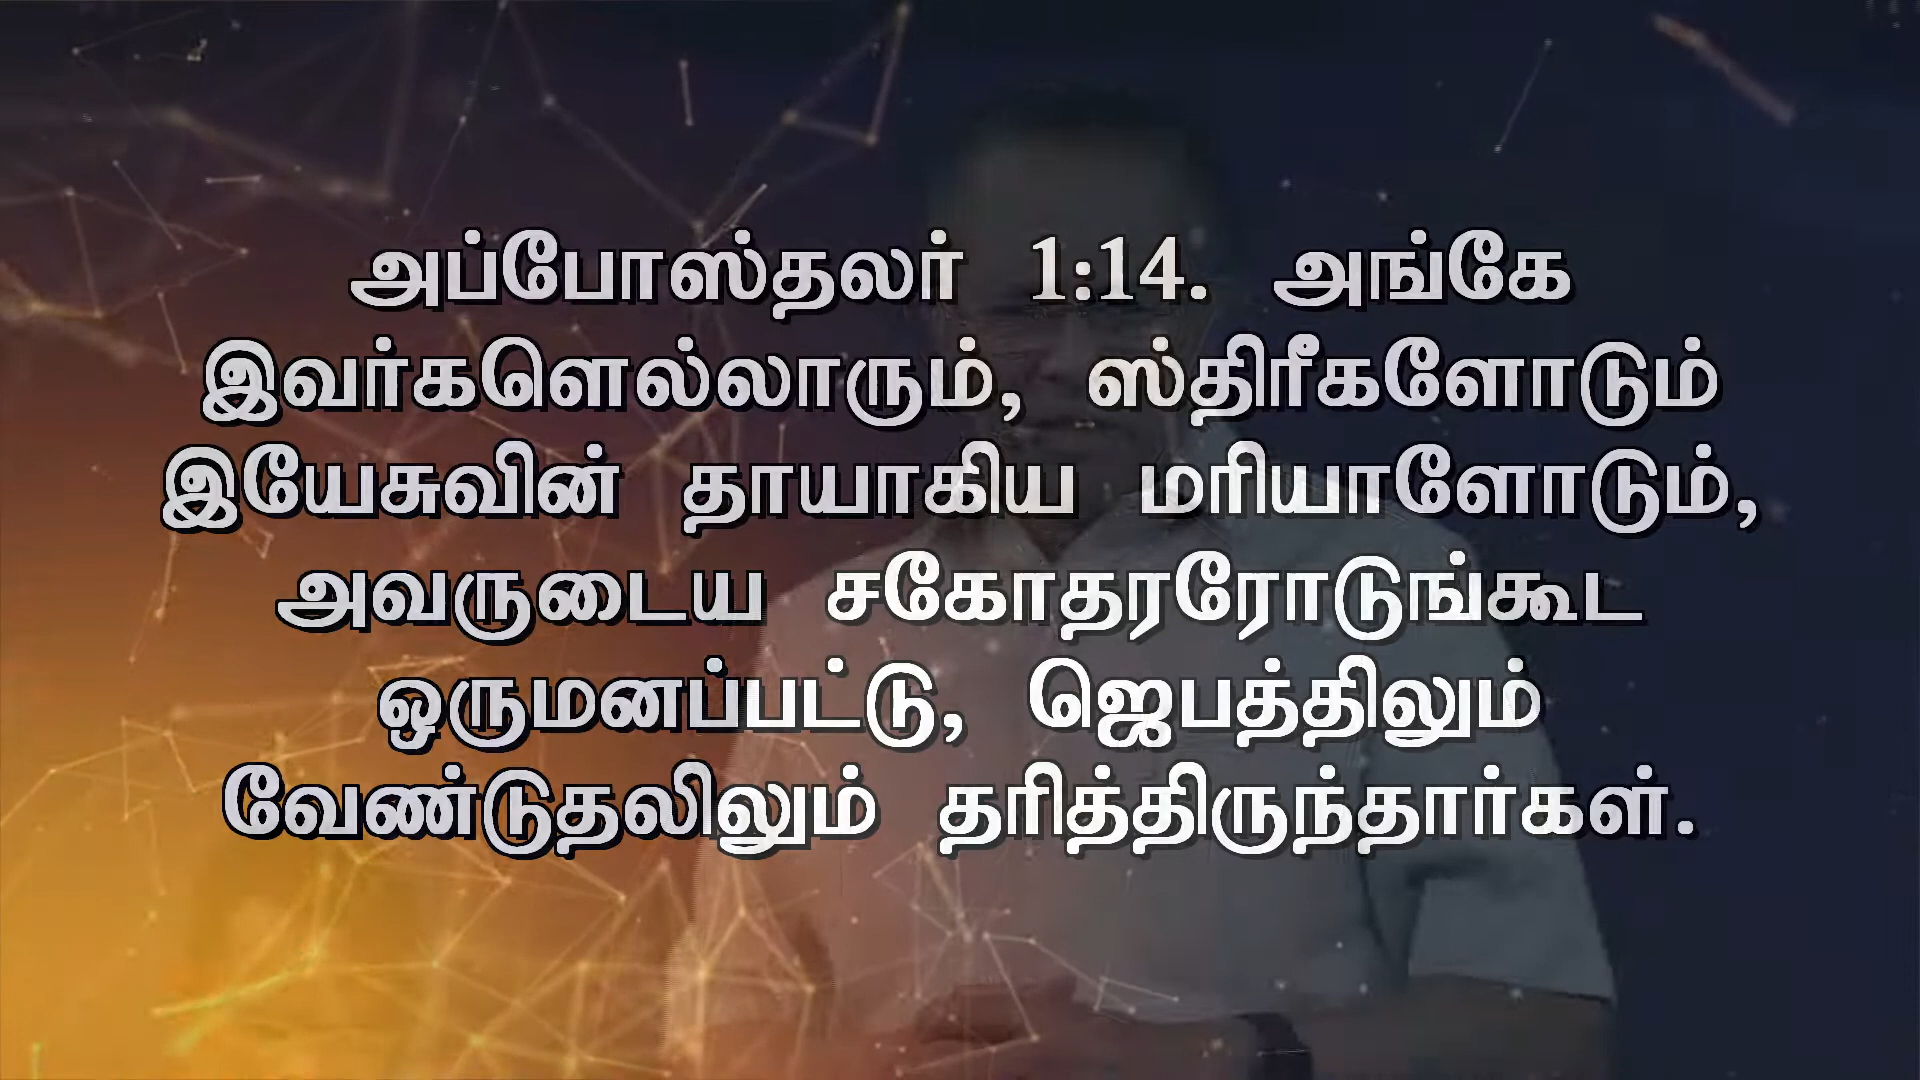 அப்போஸ்தலர் 1:14. அங்கே
இவர்களெல்லாரும், ஸ்திரீகளோடும்
இயேசுவின் தாயாகிய மரியாளோடும்,
அவருடைய சகோதரரோடுங்கூட
ஒருமனப்பட்டு, ஜெபத்திலும்
வேண்டுதலிலும் தரித்திருந்தார்கள்.